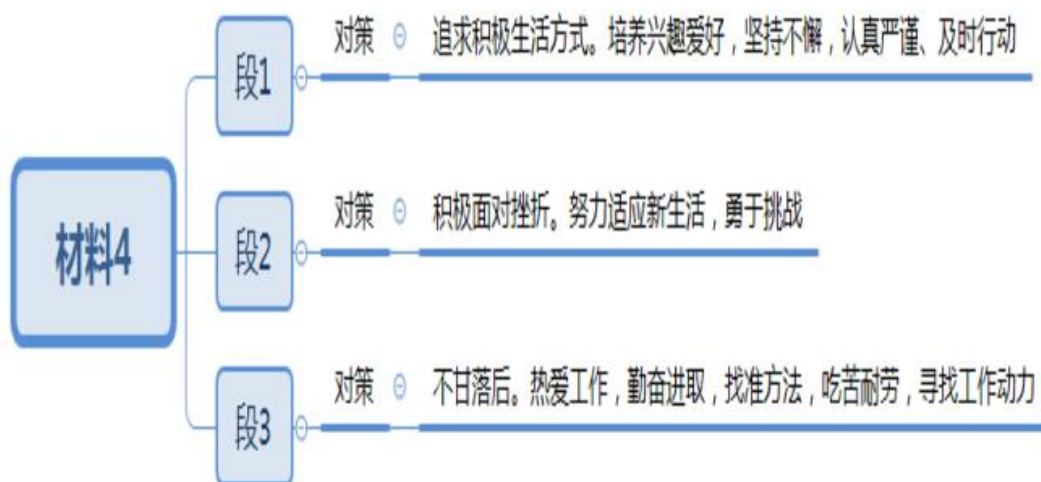 材料4
段1
对策
追求积极生活方式。培养兴趣爱好，坚持不懈，认真严谨、及时行动
段2
对策
积极面对挫折。努力适应新生活，勇于挑战
段3
对策
不甘落后。热爱工作，勤奋进取，找准方法，吃苦耐劳，寻找工作动力